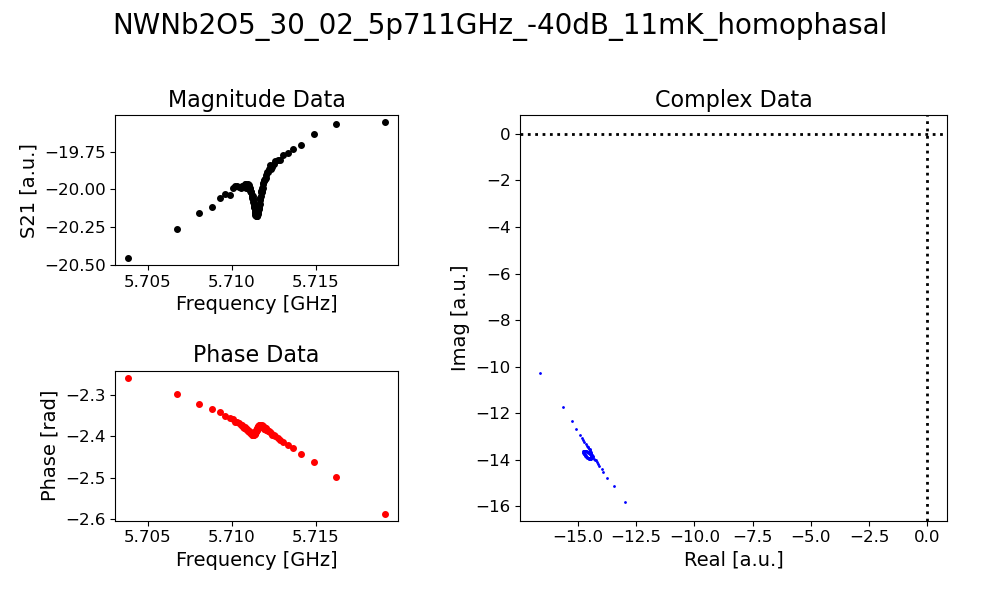 NWNb2O5_30_02_5p711GHz_-40dB_11mK_homophasal
Magnitude Data
S21 [a.u.]
−19.75
−20.00
−20.25
−20.50
5.705 5.710 5.715
Frequency [GHz]
Phase Data
Phase [rad]
−2.3
−2.4
−2.5
−2.6
5.705 5.710 5.715
Frequency [GHz]
Complex Data
Imag [a.u.]
0
−2
−4
−6
−8
−10
−12
−14
−16
−15.0 −12.5 −10.0 −7.5 −5.0 −2.5 0.0
Real [a.u.]